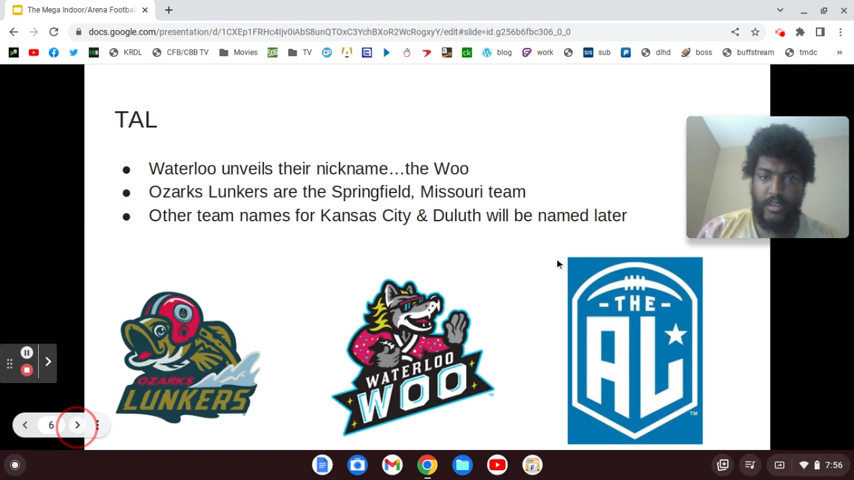 The Mega Indoor/Arena Footba
docs.google.com/presentation/d/1CXEp1FRHc4Ijv0iAbS8unQTOxC3YchBXoR2WcRogxyY/edit#slide=id.g256b6fbc306_0_0
KRDL
CFB/CBB TV
Movies
TV
blog
work
sub
dlhd
boss
buffstream
tmdc
TAL
● Waterloo unveils their nickname…the Woo
● Ozarks Lunkers are the Springfield, Missouri team
● Other team names for Kansas City & Duluth will be named later
OZARKS
LUNKERS
WATERLOO
WOO
-THE-
AL
TM
6
7:56